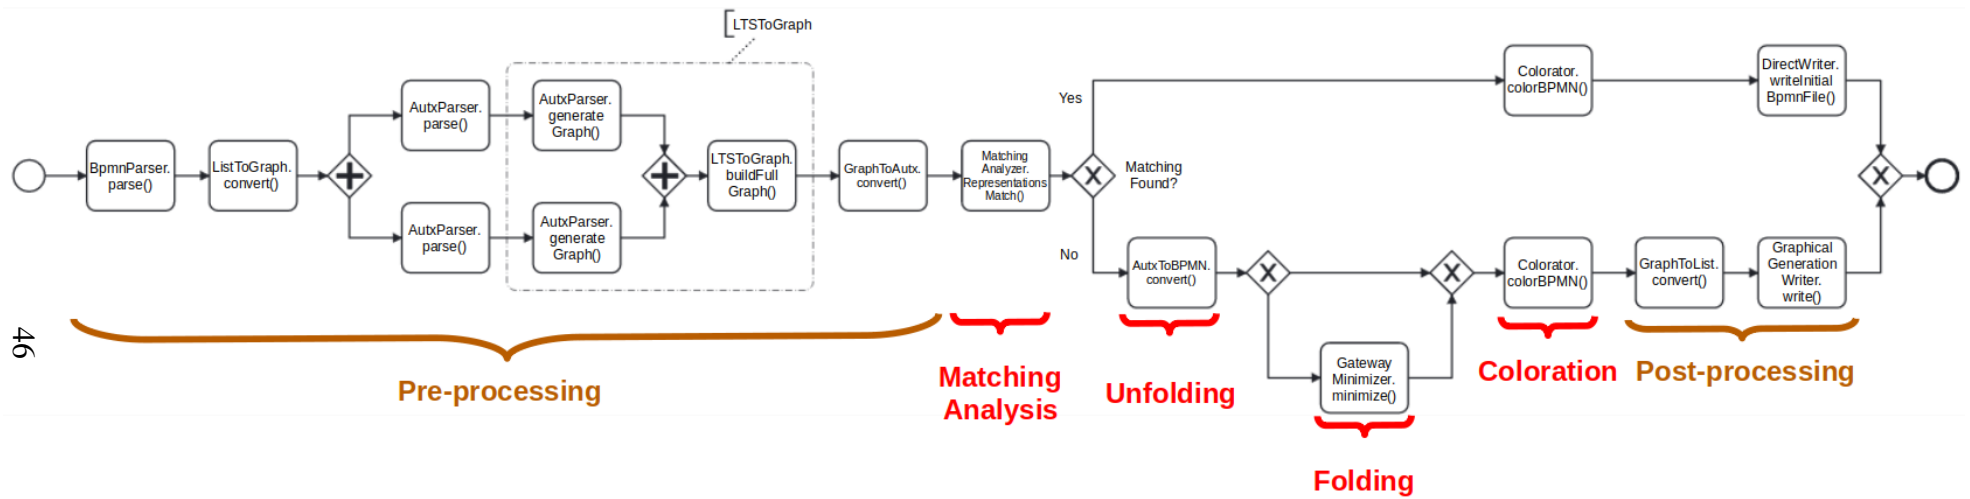 LTSToGraph
BpmnParser.
parse()
ListToGraph.
convert()
AutxParser.
parse()
AutxParser.
parse()
AutxParser.
generate
Graph()
AutxParser.
generate
Graph()
LTSToGraph.
buildFull
Graph()
GraphToAutx.
convert()
Matching
Analyzer.
Representations
Match()
X
Matching
Found?
Yes
No
Colorator.
colorBPMN()
DirectWriter.
writeInitial
BpmnFile()
AutxToBPMN.
convert()
X
Gateway
Minimizer.
minimize()
X
Colorator.
colorBPMN()
GraphToList.
convert()
Graphical
Generation
Writer.
write()
X
Pre-processing
Matching
Analysis
Unfolding
Folding
Coloration
Post-processing
46